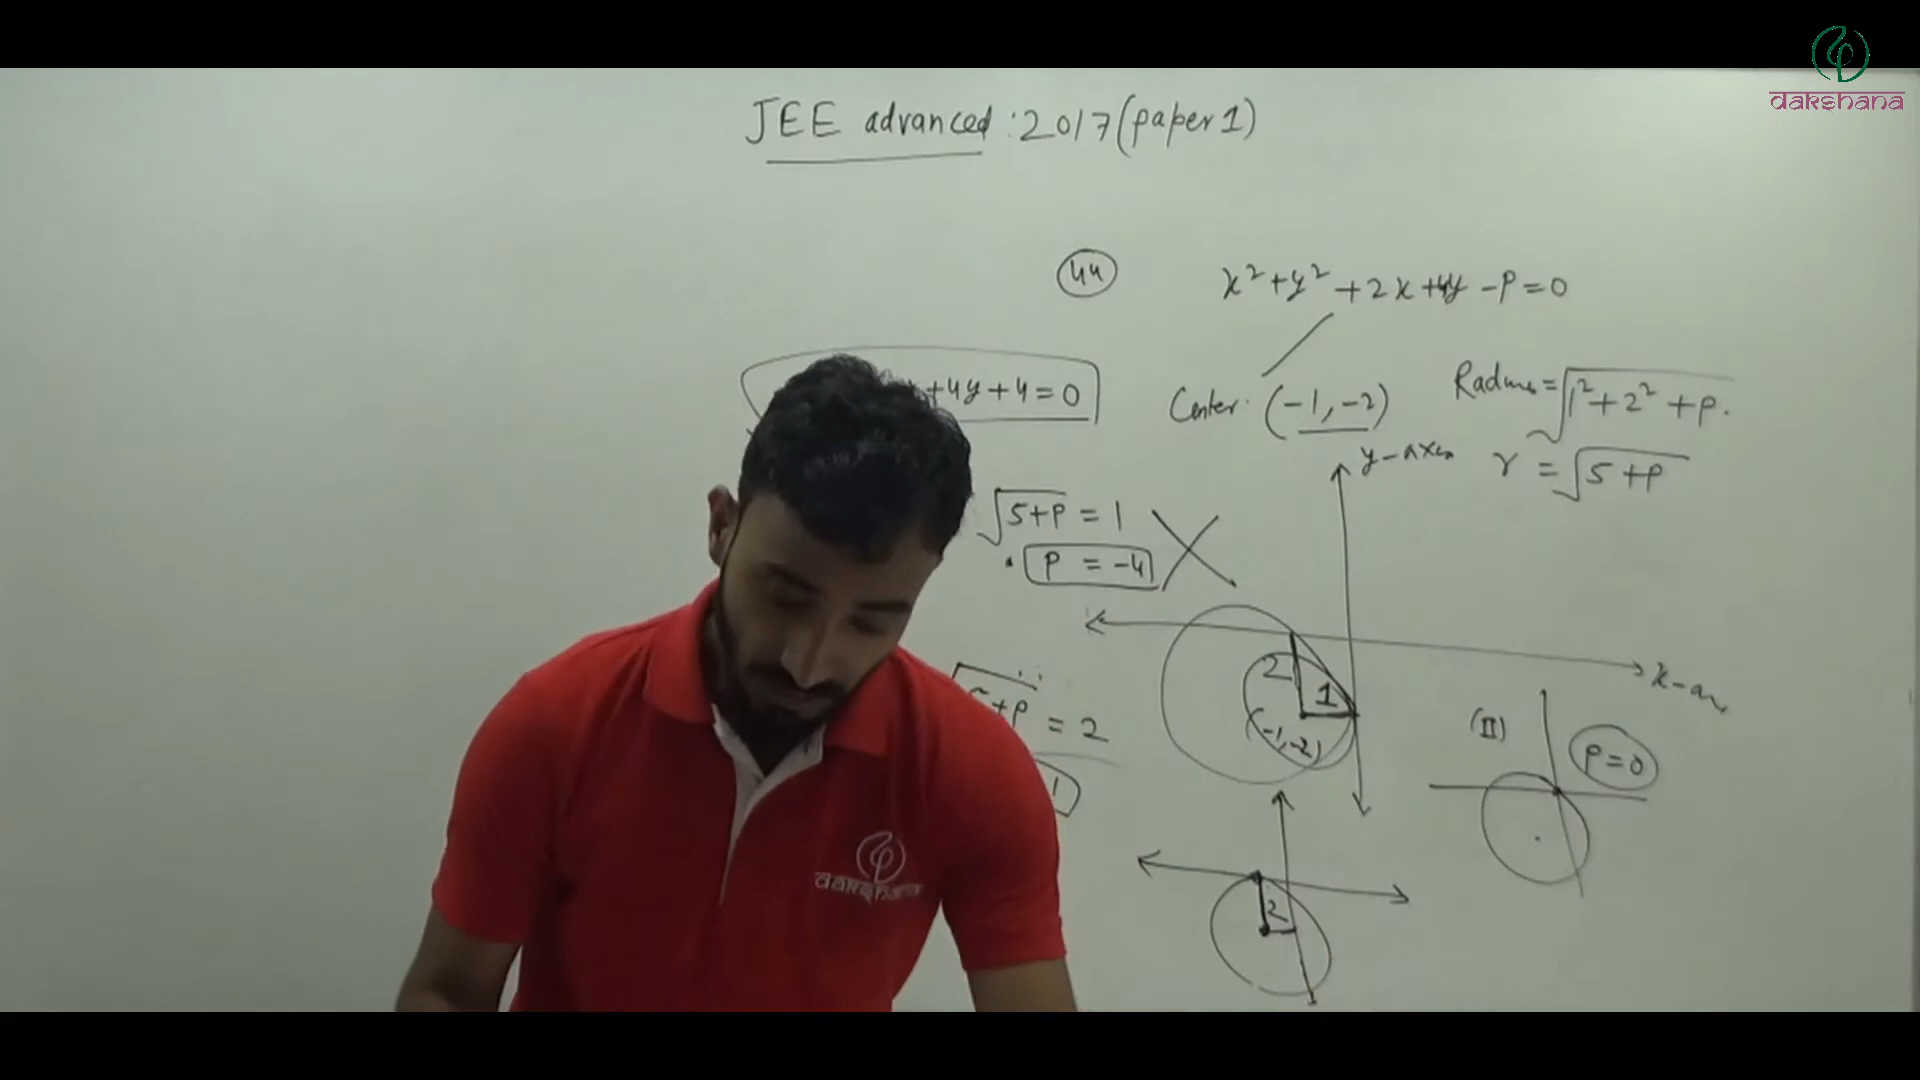 dakshana
JEE advanced : 2017 (paper 1)
44
x² + y² + 2x + 4y - p = 0
+ 4y + 4 = 0
Center. (-1, -2)
Radius = √1² + 2² + p.
y-axis
r = √5 + p
√5+p = 1
p = -4
x-
2
1
(-1, -2)
+p = 2
1
(II)
p = 0
2
dakshana